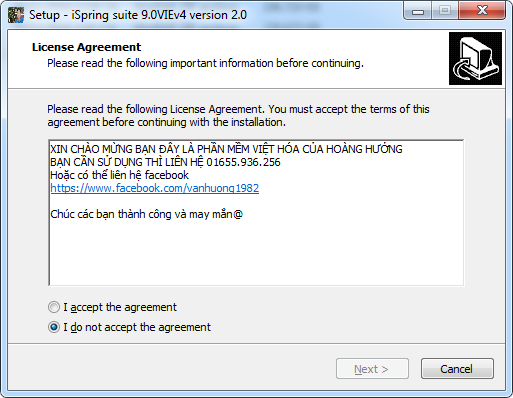 Setup - iSpring suite 9.0VIEv4 version 2.0
License Agreement
Please read the following important information before continuing.
Please read the following License Agreement. You must accept the terms of this
agreement before continuing with the installation.
XIN CHÀO MỪNG BẠN ĐÂY LÀ PHẦN MỀM VIỆT HÓA CỦA HOÀNG HƯỞNG
BẠN CẦN SỬ DỤNG THÌ LIÊN HỆ 01655.936.256
Hoặc có thể liên hệ facebook
https://www.facebook.com/vanhuong1982
Chúc các bạn thành công và may mắn@
I accept the agreement
I do not accept the agreement
Next >
Cancel